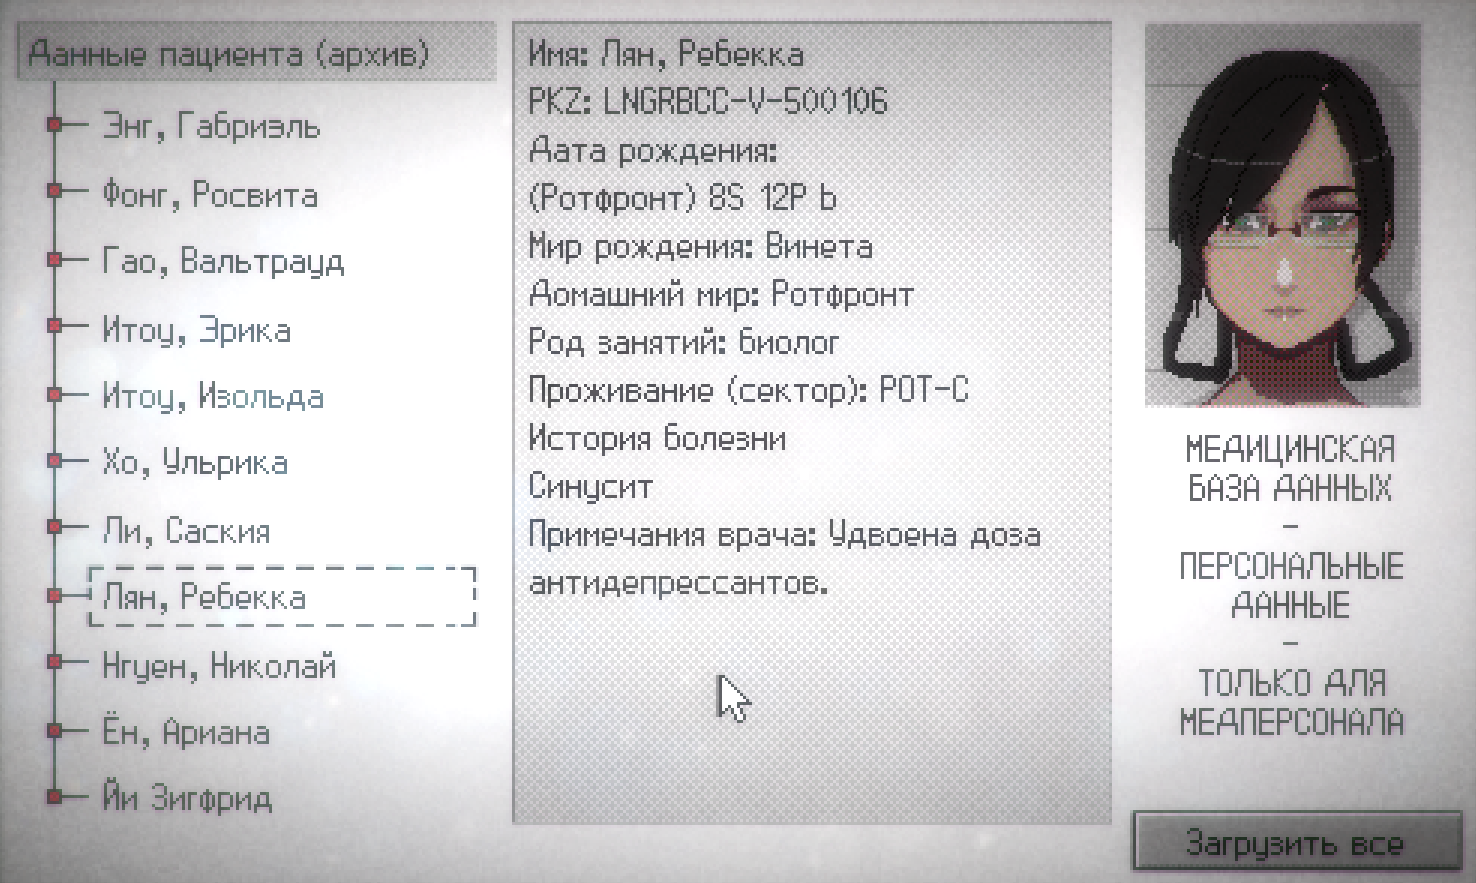 Данные пациента (архив)
Энг, Габриэль
Фонг, Росвита
Гао, Вальтрауд
Итоу, Эрика
Итоу, Изольда
Хо, Ульрика
Ли, Саския
Лян, Ребекка
Нгуен, Николай
Ён, Ариана
Йи Зигфрид
Имя: Лян, Ребекка
PKZ: LNGRBCC-V-500106
Дата рождения:
(Ротфронт) 8S 12P b
Мир рождения: Винета
Домашний мир: Ротфронт
Род занятий: биолог
Проживание (сектор): РОТ-С
История болезни
Синусит
Примечания врача: Удвоена доза
антидепрессантов.
МЕДИЦИНСКАЯ
БАЗА ДАННЫХ
–
ПЕРСОНАЛЬНЫЕ
ДАННЫЕ
–
ТОЛЬКО ДЛЯ
МЕДПЕРСОНАЛА
Загрузить все